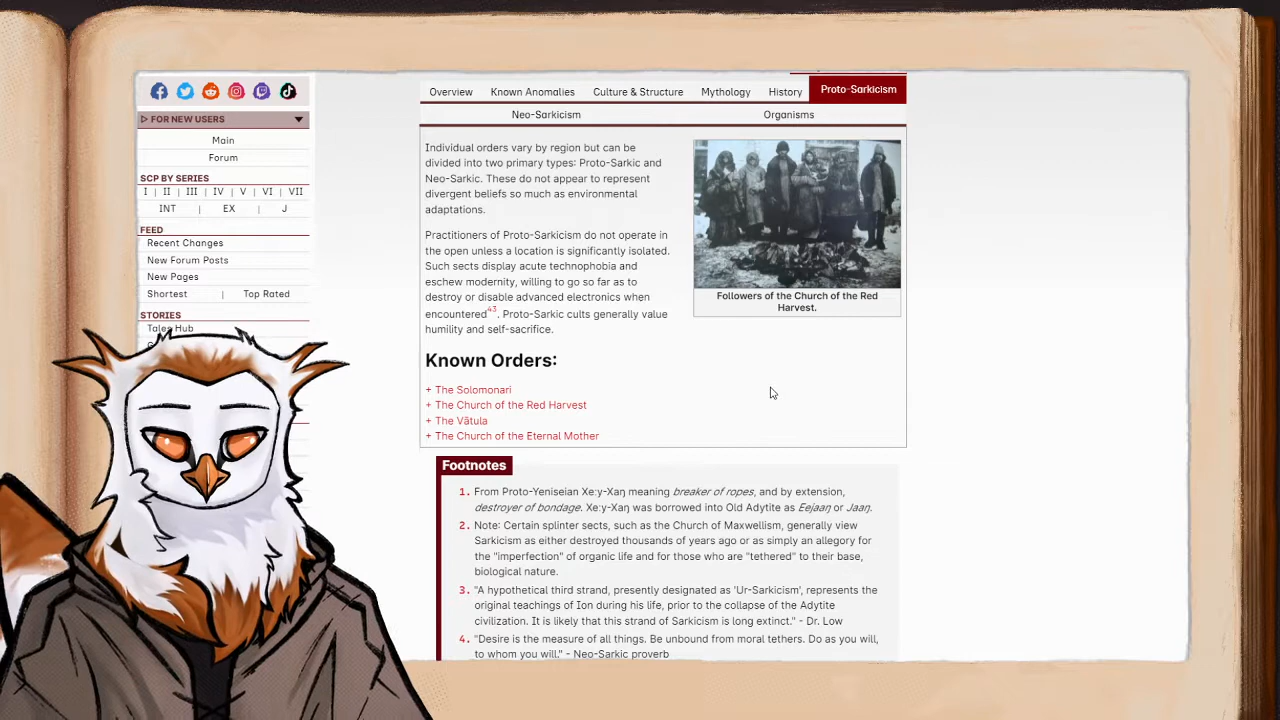 ▷ FOR NEW USERS
Main
Forum
SCP BY SERIES
I | II | III | IV | V | VI | VII
INT | EX | J
FEED
Recent Changes
New Forum Posts
New Pages
Shortest | Top Rated
STORIES
Tales Hub
Overview Known Anomalies Culture & Structure Mythology History Proto-Sarkicism
Neo-Sarkicism Organisms
Individual orders vary by region but can be
divided into two primary types: Proto-Sarkic and
Neo-Sarkic. These do not appear to represent
divergent beliefs so much as environmental
adaptations.
Practitioners of Proto-Sarkicism do not operate in
the open unless a location is significantly isolated.
Such sects display acute technophobia and
eschew modernity, willing to go so far as to
destroy or disable advanced electronics when
encountered43. Proto-Sarkic cults generally value
humility and self-sacrifice.
Followers of the Church of the Red
Harvest.
Known Orders:
+ The Solomonari
+ The Church of the Red Harvest
+ The Vātula
+ The Church of the Eternal Mother
Footnotes
1. From Proto-Yeniseian Xe:y-Xaŋ meaning breaker of ropes, and by extension,
destroyer of bondage. Xe:y-Xaŋ was borrowed into Old Adytite as Eejaaŋ or Jaaŋ.
2. Note: Certain splinter sects, such as the Church of Maxwellism, generally view
Sarkicism as either destroyed thousands of years ago or as simply an allegory for
the "imperfection" of organic life and for those who are "tethered" to their base,
biological nature.
3. "A hypothetical third strand, presently designated as 'Ur-Sarkicism', represents the
original teachings of Ion during his life, prior to the collapse of the Adytite
civilization. It is likely that this strand of Sarkicism is long extinct." - Dr. Low
4. "Desire is the measure of all things. Be unbound from moral tethers. Do as you will,
to whom you will." - Neo-Sarkic proverb